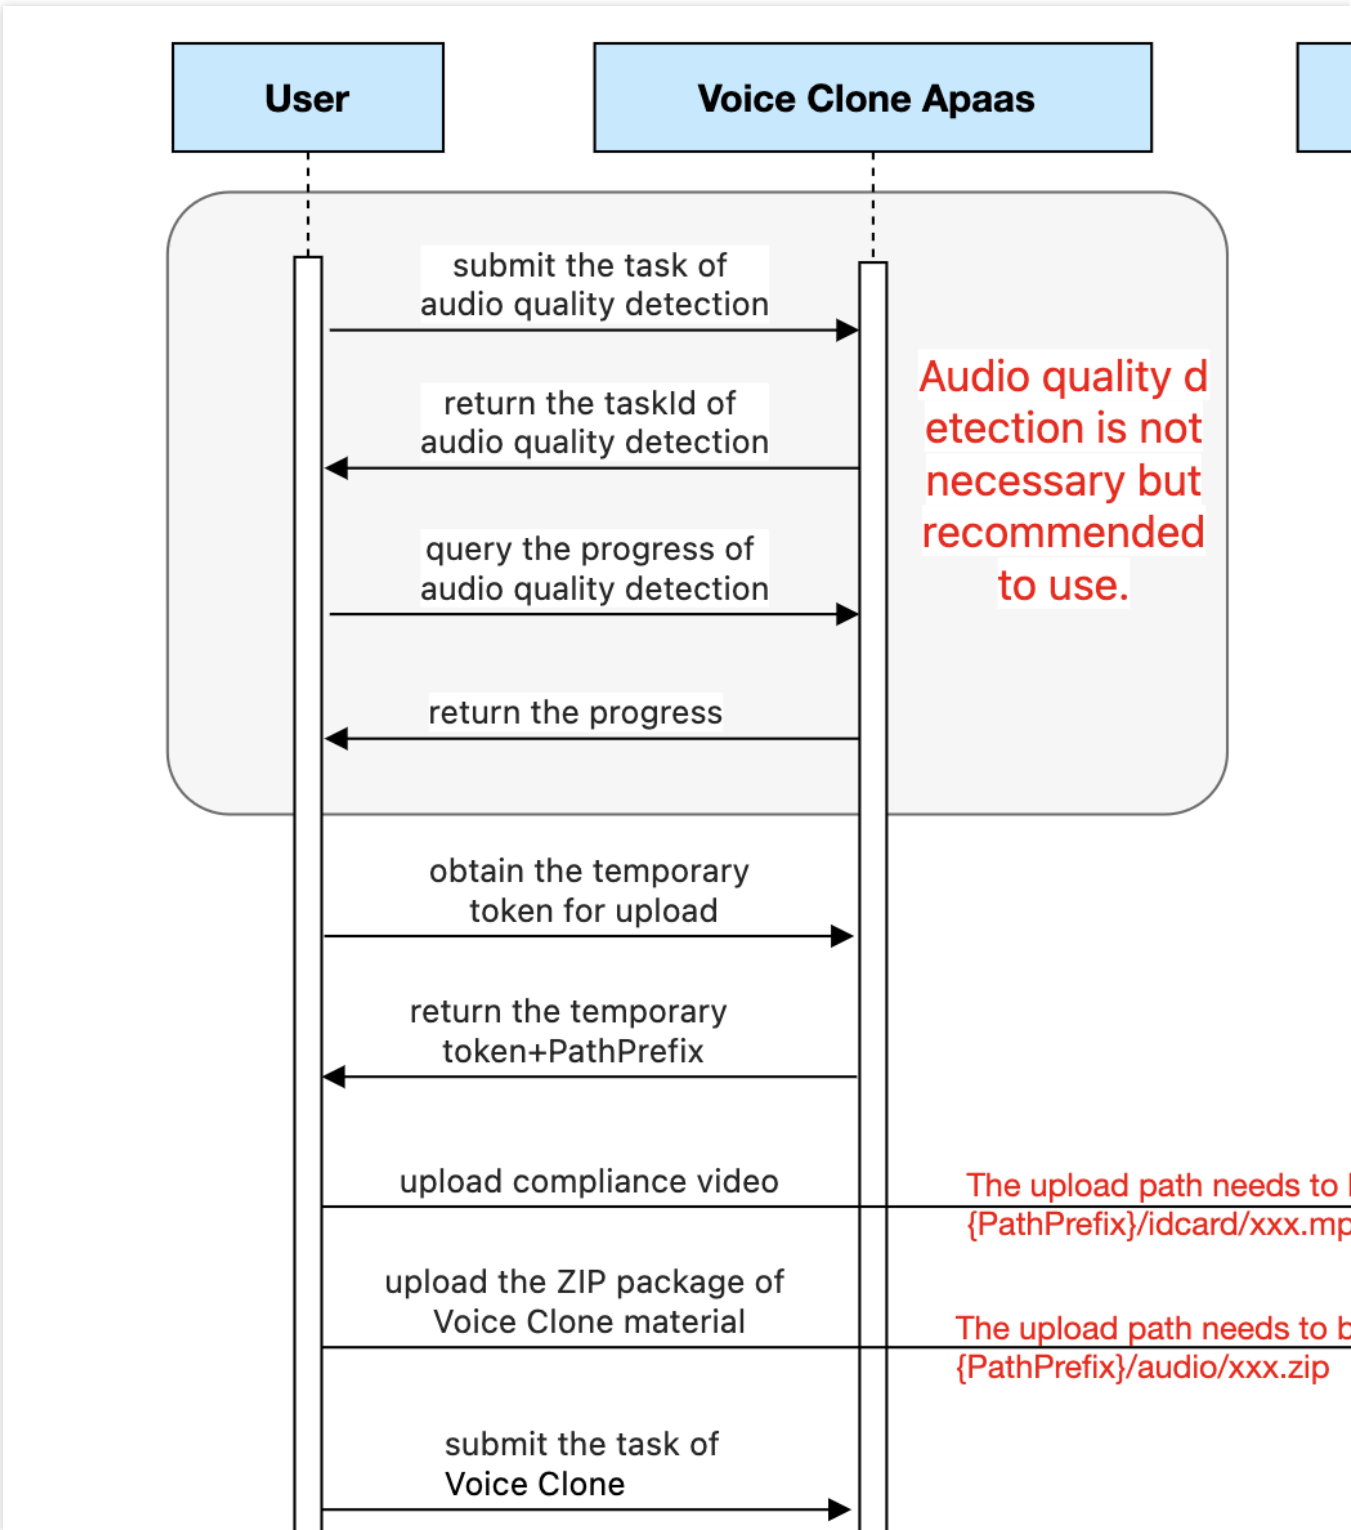 User
Voice Clone Apaas
submit the task of
audio quality detection
return the taskId of
audio quality detection
Audio quality d
etection is not
necessary but
recommended
to use.
query the progress of
audio quality detection
return the progress
obtain the temporary
token for upload
return the temporary
token+PathPrefix
upload compliance video
The upload path needs to
{PathPrefix}/idcard/xxx.mp
upload the ZIP package of
Voice Clone material
The upload path needs to b
{PathPrefix}/audio/xxx.zip
submit the task of
Voice Clone